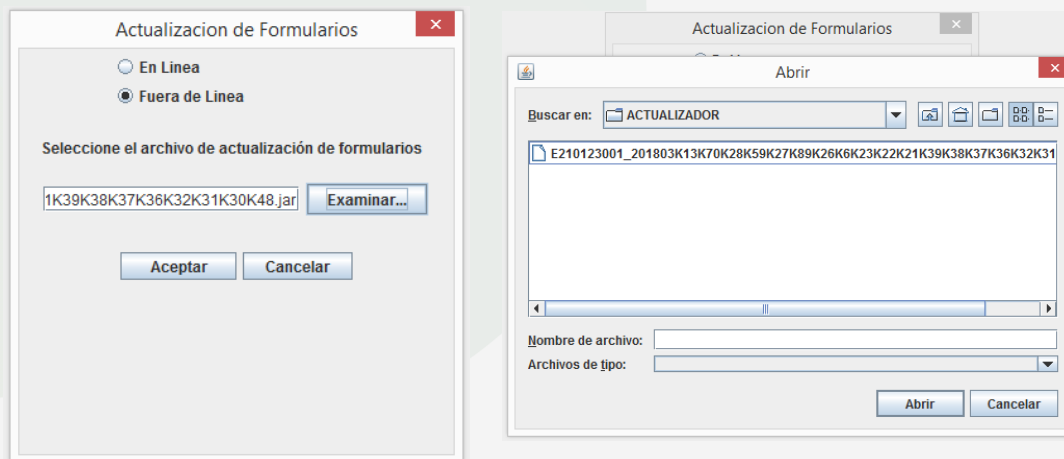 Actualizacion de Formularios
En Linea
Fuera de Linea
Seleccione el archivo de actualización de formularios
1K39K38K37K36K32K31K30K48.jar
Examinar...
Aceptar
Cancelar
Actualizacion de Formularios
Abrir
Buscar en:
ACTUALIZADOR
E210123001_201803K13K70K28K59K27K89K26K6K23K22K21K39K38K37K36K32K31
Nombre de archivo:
Archivos de tipo:
Abrir
Cancelar